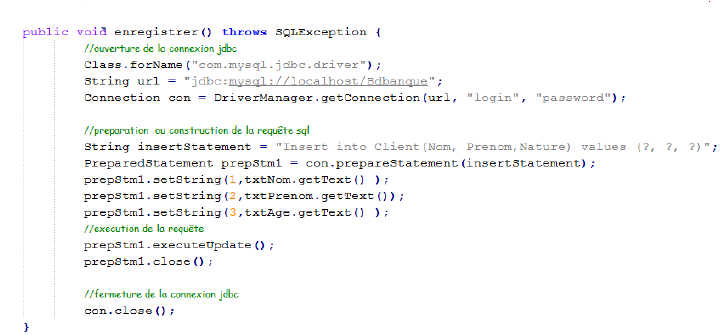 public void enregistrer() throws SQLException {
//ouverture de la connexion jdbc
Class.forName("com.mysql.jdbc.driver");
String url = "jdbc:mysql://localhost/Bdbanque";
Connection con = DriverManager.getConnection(url, "login", "password");
//preparation ou construction de la requête sql
String insertStatement = "Insert into Client(Nom, Prenom,Nature) values (?, ?, ?)";
PreparedStatement prepStm1 = con.prepareStatement(insertStatement);
prepStm1.setString(1,txtNom.getText() );
prepStm1.setString(2,txtPrenom.getText());
prepStm1.setString(3,txtAge.getText() );
//execution de la requête
prepStm1.executeUpdate();
prepStm1.close();
//fermeture de la connexion jdbc
con.close();
}